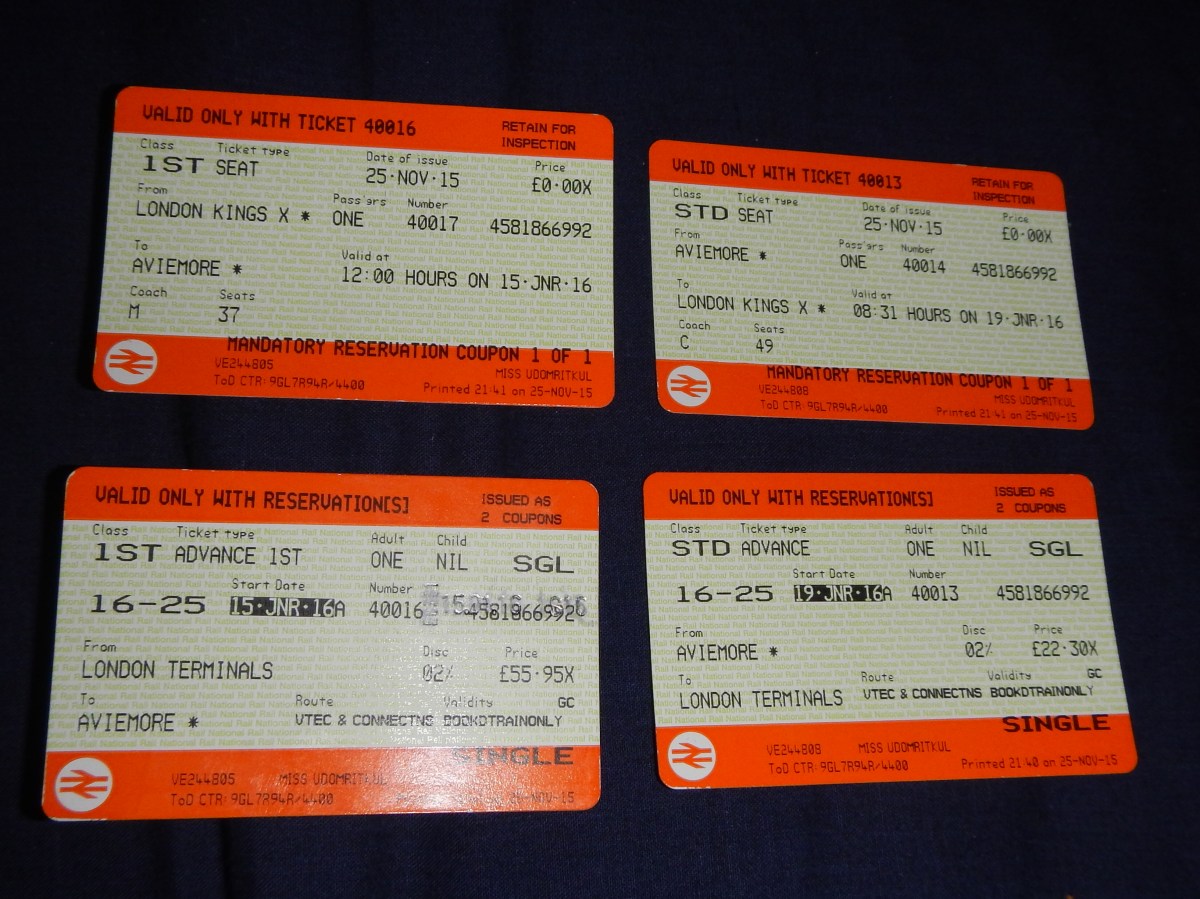 VALID ONLY WITH TICKET 40016
RETAIN FOR
INSPECTION
Class Ticket type Date of issue Price
1ST SEAT 25·NOV·15 £0·00X
From Pass'grs Number
LONDON KINGS X * ONE 40017 4581866992
To Valid at
AVIEMORE * 12:00 HOURS ON 15·JNR·16
Coach Seats
M 37
MANDATORY RESERVATION COUPON 1 OF 1
VE244805 MISS UDOMRITKUL
ToD CTR:9GL7R94R/4400 Printed 21:41 on 25-NOV-15
VALID ONLY WITH TICKET 40013
RETAIN FOR
INSPECTION
Class Ticket type Date of issue Price
STD SEAT 25·NOV·15 £0·00X
From Pass'grs Number
AVIEMORE * ONE 40014 4581866992
To Valid at
LONDON KINGS X * 08:31 HOURS ON 19·JNR·16
Coach Seats
C 49
MANDATORY RESERVATION COUPON 1 OF 1
VE244808 MISS UDOMRITKUL
ToD CTR:9GL7R94R/4400 Printed 21:41 on 25-NOV-15
VALID ONLY WITH RESERVATION[S]
ISSUED AS
2 COUPONS
Class Ticket type Adult Child
1ST ADVANCE 1ST ONE NIL SGL
Start Date Number
16-25 15·JNR·16A 40016 4581866992
From Disc Price
LONDON TERMINALS 02% £55·95X
To Route Validity GC
AVIEMORE * VTEC & CONNECTNS BOOKDTRAINONLY
SINGLE
VE244805 MISS UDOMRITKUL
ToD CTR:9GL7R94R/4400 -NOV-15
VALID ONLY WITH RESERVATION[S]
ISSUED AS
2 COUPONS
Class Ticket type Adult Child
STD ADVANCE ONE NIL SGL
Start Date Number
16-25 19·JNR·16A 40013 4581866992
From Disc Price
AVIEMORE * 02% £22·30X
To Route Validity GC
LONDON TERMINALS VTEC & CONNECTNS BOOKDTRAINONLY
SINGLE
VE244808 MISS UDOMRITKUL
ToD CTR:9GL7R94R/4400 Printed 21:40 on 25-NOV-15